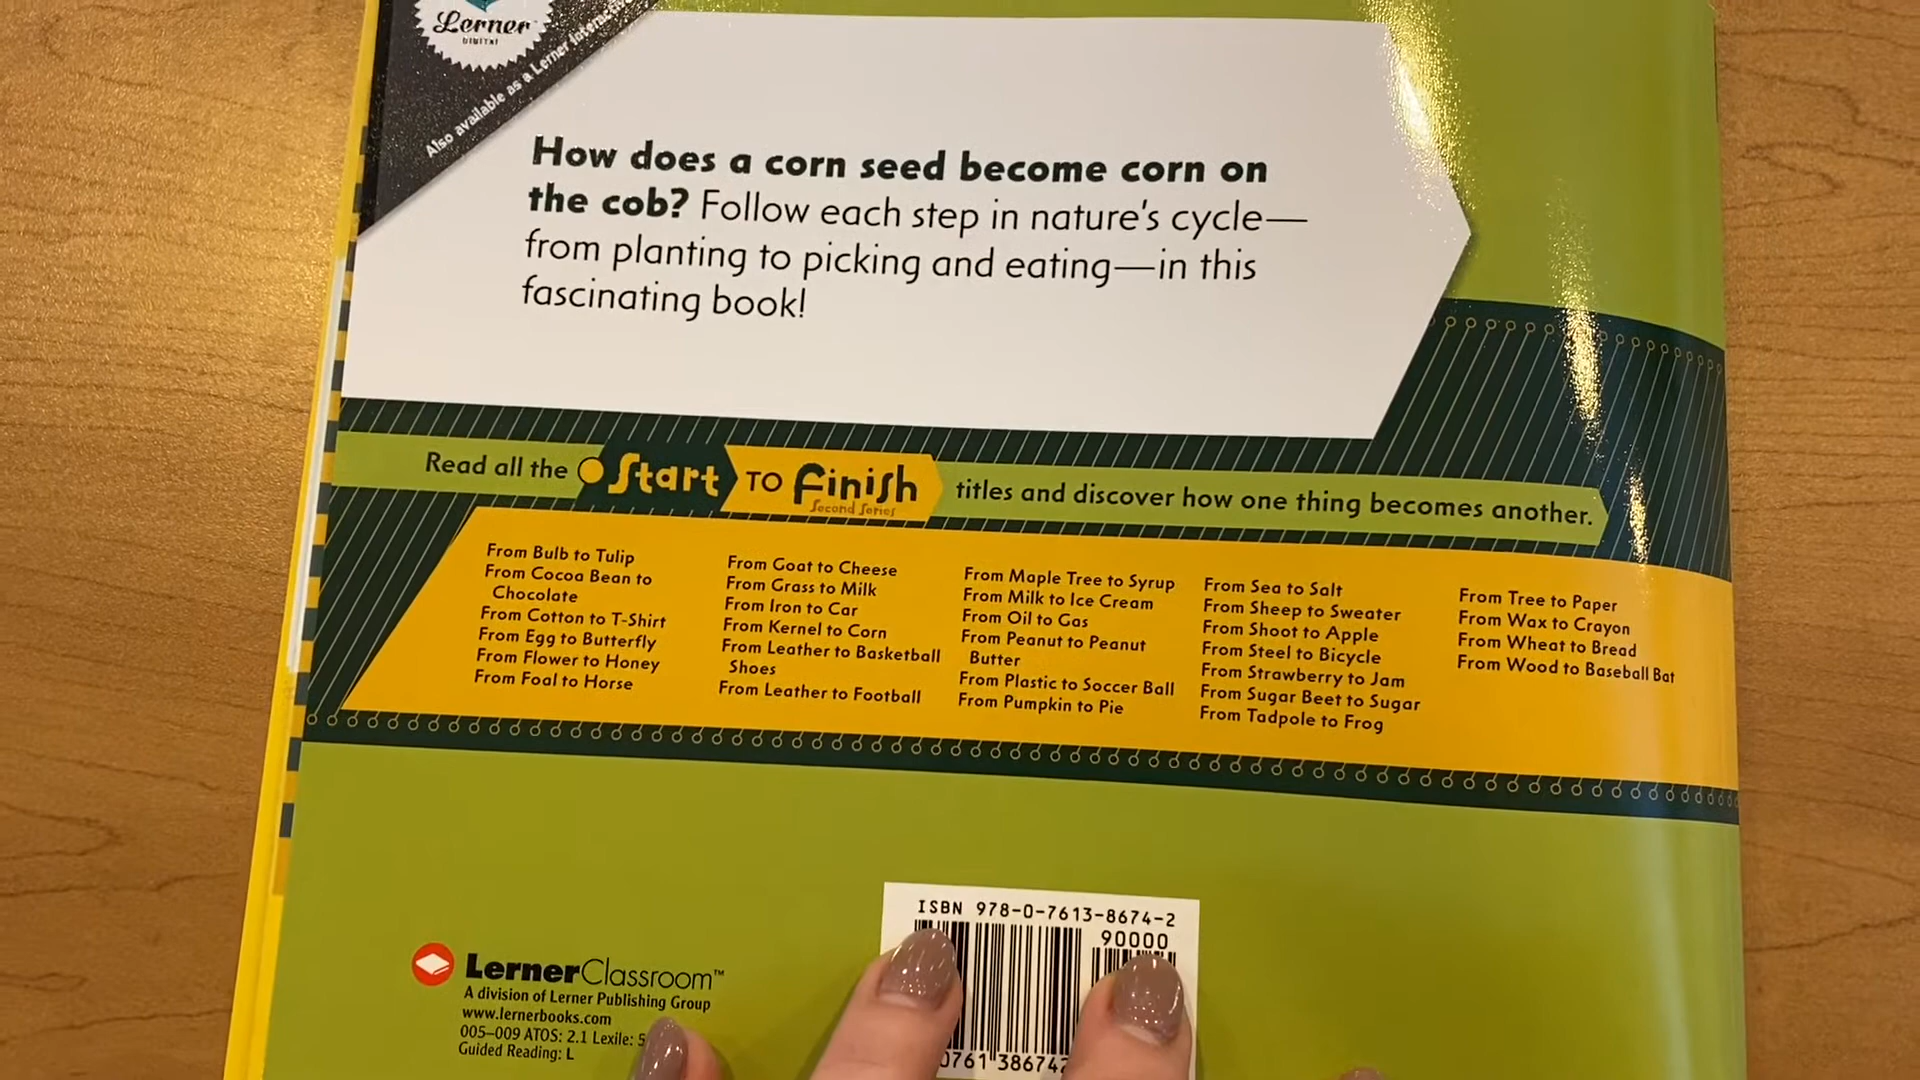 Lerner
DIGITAL
Also available as a Lerner
How does a corn seed become corn on
the cob? Follow each step in nature's cycle—
from planting to picking and eating—in this
fascinating book!
Read all the Start TO Finish titles and discover how one thing becomes another.
Second Series
From Bulb to Tulip
From Cocoa Bean to
Chocolate
From Cotton to T-Shirt
From Egg to Butterfly
From Flower to Honey
From Foal to Horse
From Goat to Cheese
From Grass to Milk
From Iron to Car
From Kernel to Corn
From Leather to Basketball
Shoes
From Leather to Football
From Maple Tree to Syrup
From Milk to Ice Cream
From Oil to Gas
From Peanut to Peanut
Butter
From Plastic to Soccer Ball
From Pumpkin to Pie
From Sea to Salt
From Sheep to Sweater
From Shoot to Apple
From Steel to Bicycle
From Strawberry to Jam
From Sugar Beet to Sugar
From Tadpole to Frog
From Tree to Paper
From Wax to Crayon
From Wheat to Bread
From Wood to Baseball Bat
ISBN 978-0-7613-8674-2
90000
LernerClassroom™
A division of Lerner Publishing Group
www.lernerbooks.com
005–009 ATOS: 2.1 Lexile: 5
Guided Reading: L
0761 38674